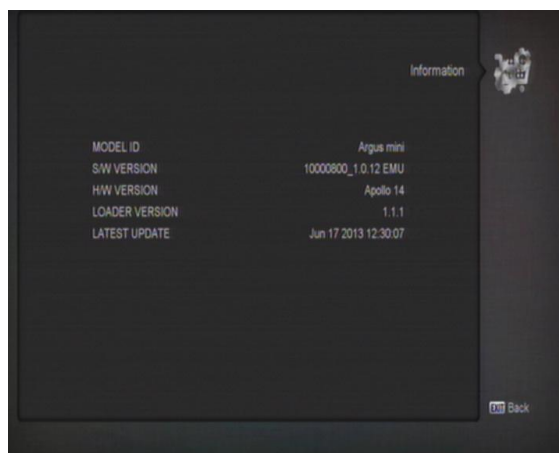 Information
MODEL ID Argus mini
S/W VERSION 10000800_1.0.12 EMU
H/W VERSION Apollo 14
LOADER VERSION 1.1.1
LATEST UPDATE Jun 17 2013 12:30:07
EXIT Back